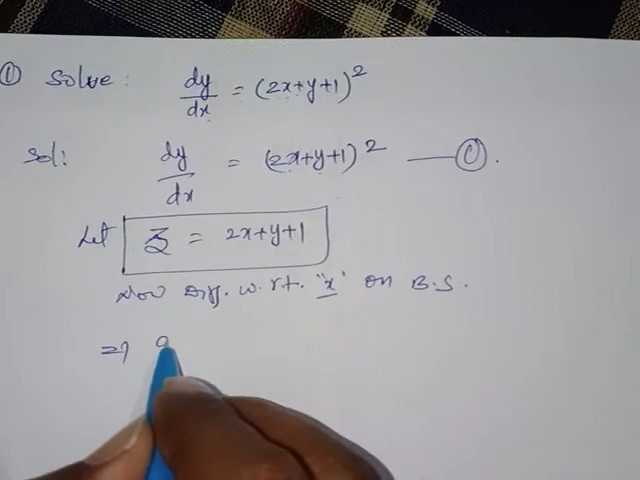 ① Solve: dy/dx = (2x+y+1)²
Sol: dy/dx = (2x+y+1)² — ①.
Let z = 2x+y+1
Now Diff. w.r.t. "x" on B.S.
⇒